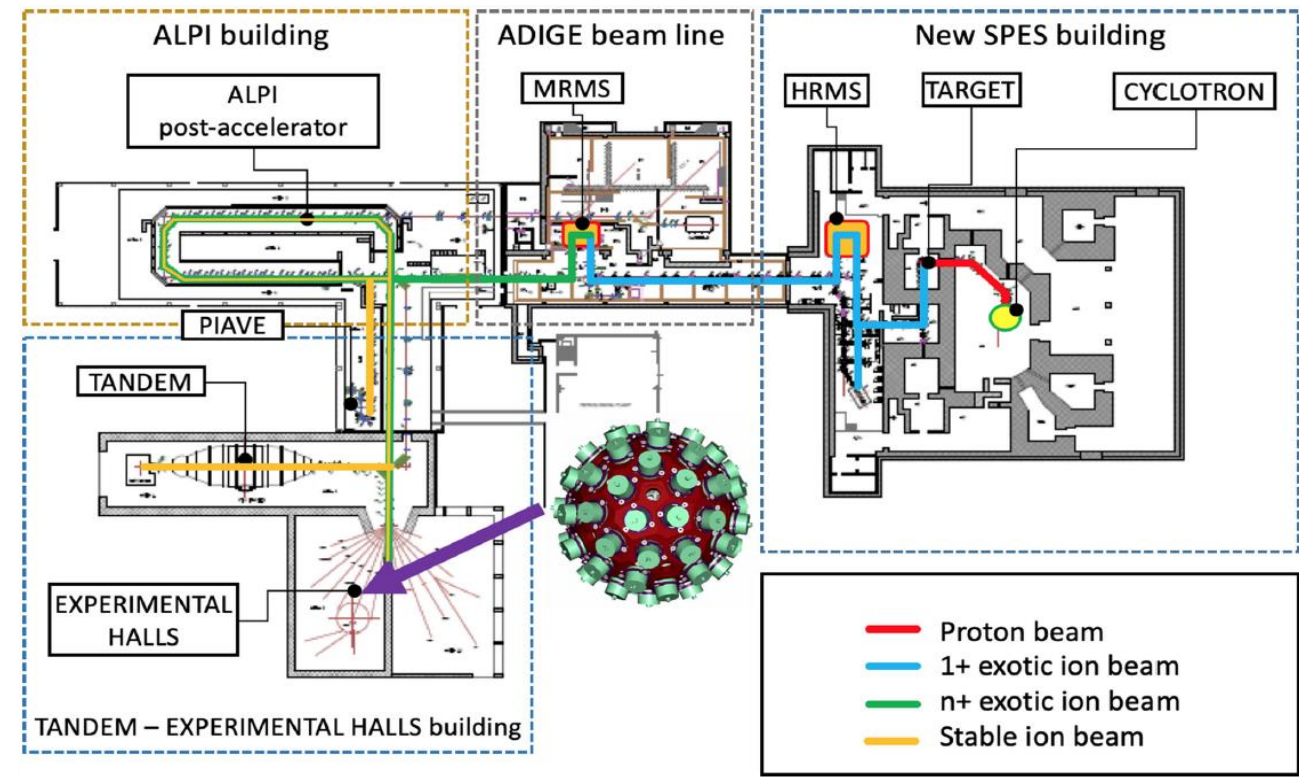 ALPI building
ADIGE beam line
New SPES building
ALPI
post-accelerator
MRMS
HRMS
TARGET
CYCLOTRON
PIAVE
TANDEM
EXPERIMENTAL
HALLS
TANDEM – EXPERIMENTAL HALLS building
Proton beam
1+ exotic ion beam
n+ exotic ion beam
Stable ion beam